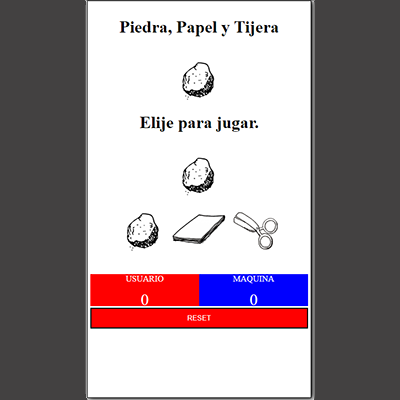 Piedra, Papel y Tijera
Elije para jugar.
USUARIO MAQUINA
0 0
RESET